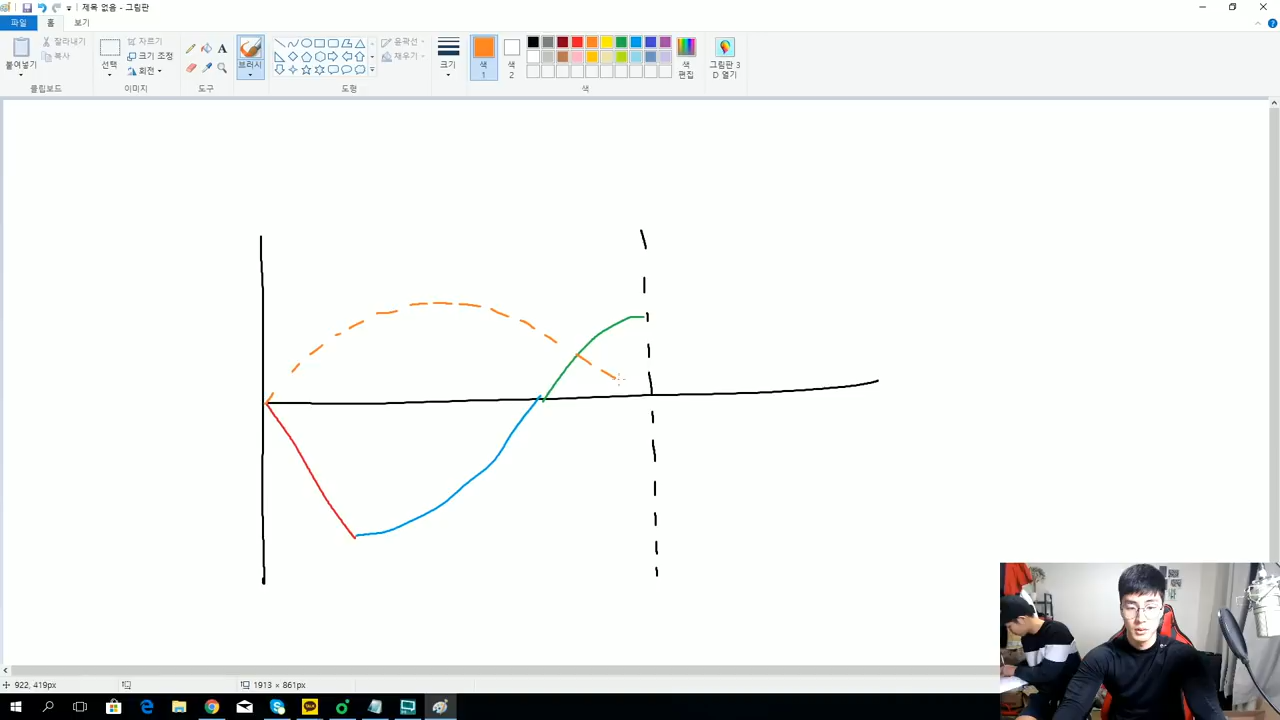 제목 없음 - 그림판
파일 홈 보기
붙여넣기 잘라내기 복사
선택 자르기 크기 조정 회전
A
브러시
윤곽선 채우기
크기
색 1
색 2
색 편집
그림판 3D 열기
클립보드 이미지 도구 도형 색
922, 419px 1913 × 861px